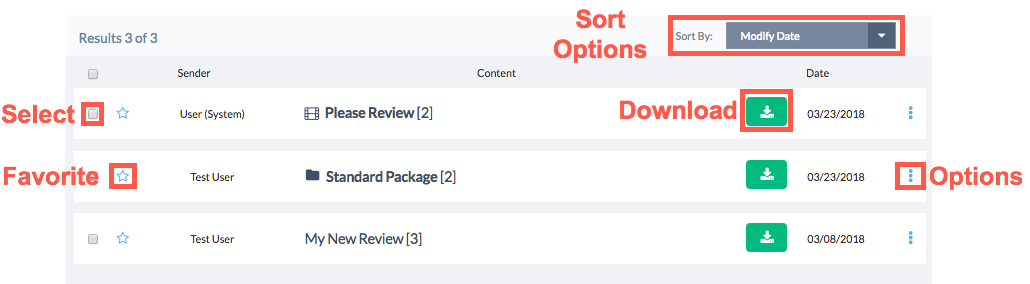 Sort
Options
Results 3 of 3
Sort By: Modify Date
Sender Content Date
Select User (System) Please Review [2] Download 03/23/2018
Favorite Test User Standard Package [2] 03/23/2018 Options
Test User My New Review [3] 03/08/2018